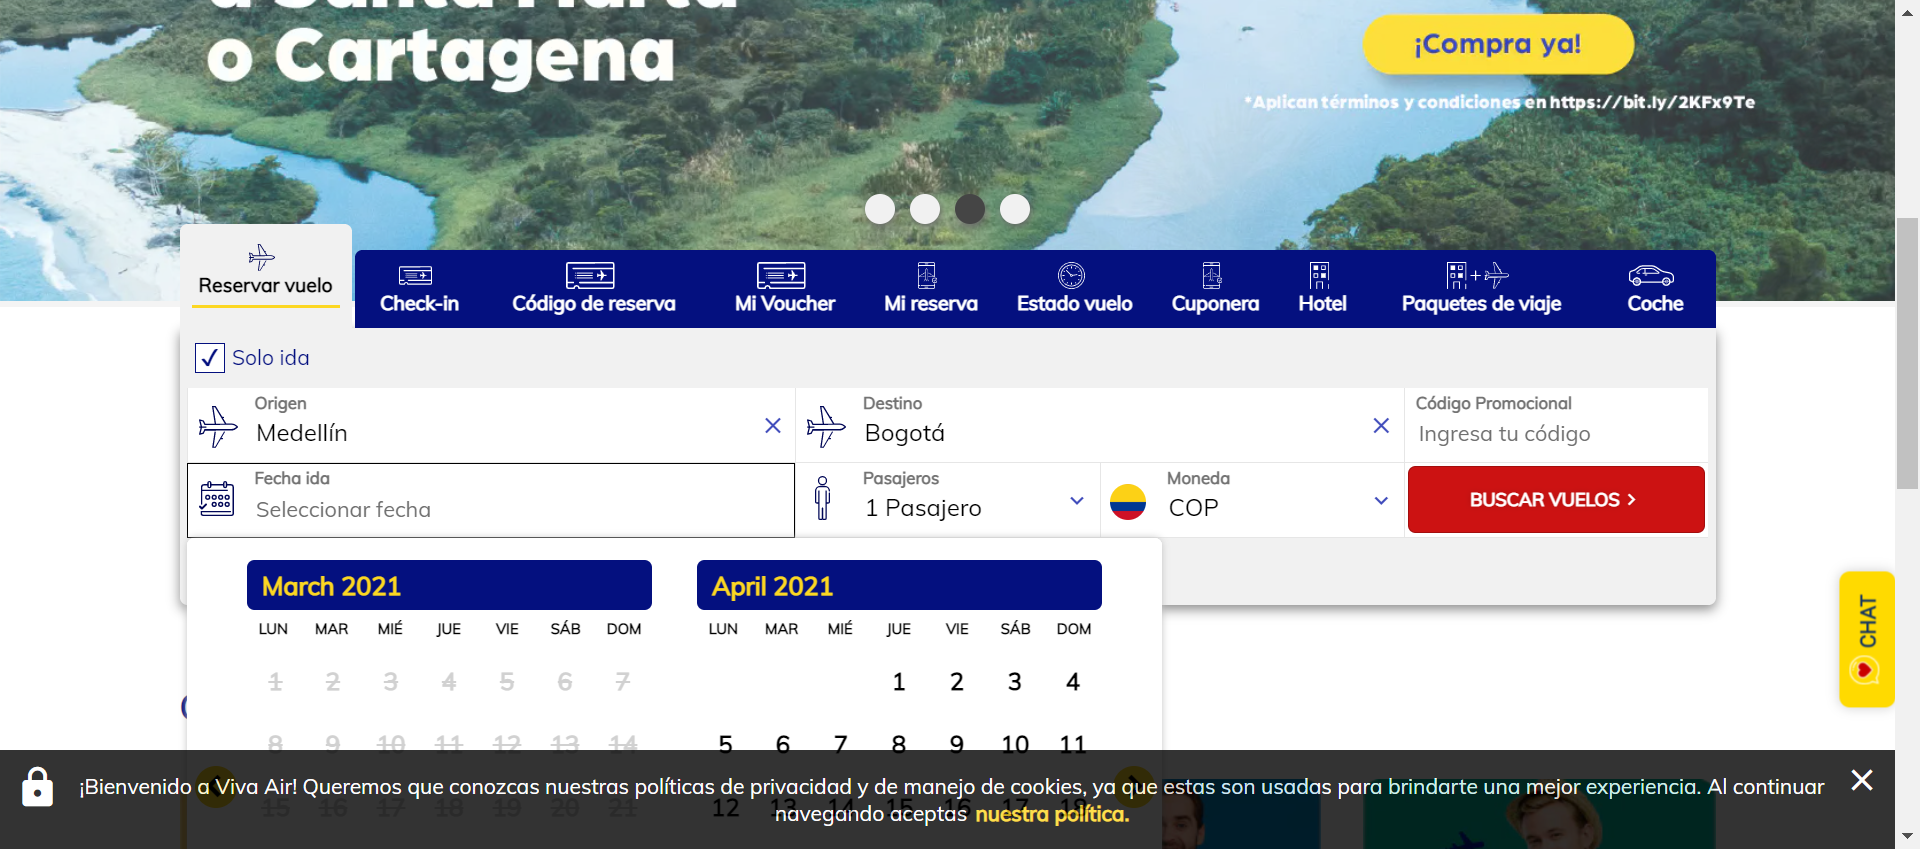 a Santa Marta
o Cartagena
¡Compra ya!
*Aplican términos y condiciones en https://bit.ly/2KFx9Te
Reservar vuelo
Check-in
Código de reserva
Mi Voucher
Mi reserva
Estado vuelo
Cuponera
Hotel
Paquetes de viaje
Coche
Solo ida
Origen
Medellín
Destino
Bogotá
Código Promocional
Ingresa tu código
Fecha ida
Seleccionar fecha
Pasajeros
1 Pasajero
Moneda
COP
BUSCAR VUELOS
March 2021
LUN MAR MIÉ JUE VIE SÁB DOM
1 2 3 4 5 6 7
8 9 10 11 12 13 14
15 16 17 18 19 20 21
April 2021
LUN MAR MIÉ JUE VIE SÁB DOM
1 2 3 4
5 6 7 8 9 10 11
12 13 14 15 16 17 18
CHAT
¡Bienvenido a Viva Air! Queremos que conozcas nuestras políticas de privacidad y de manejo de cookies, ya que estas son usadas para brindarte una mejor experiencia. Al continuar
navegando aceptas nuestra política.